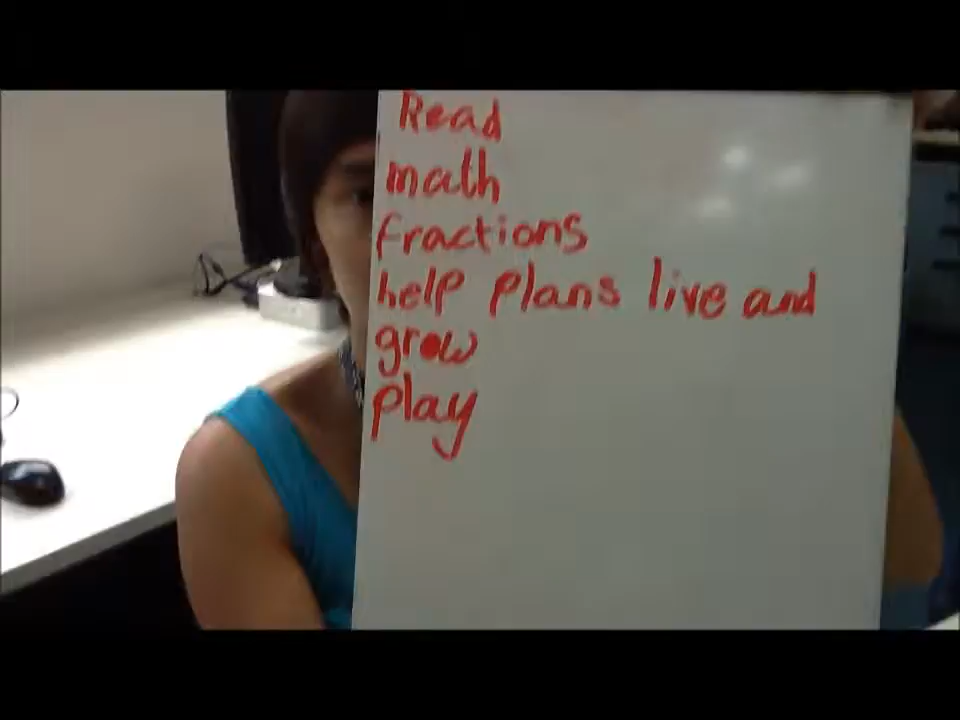 Read
math
fractions
help plans live and
grow
play